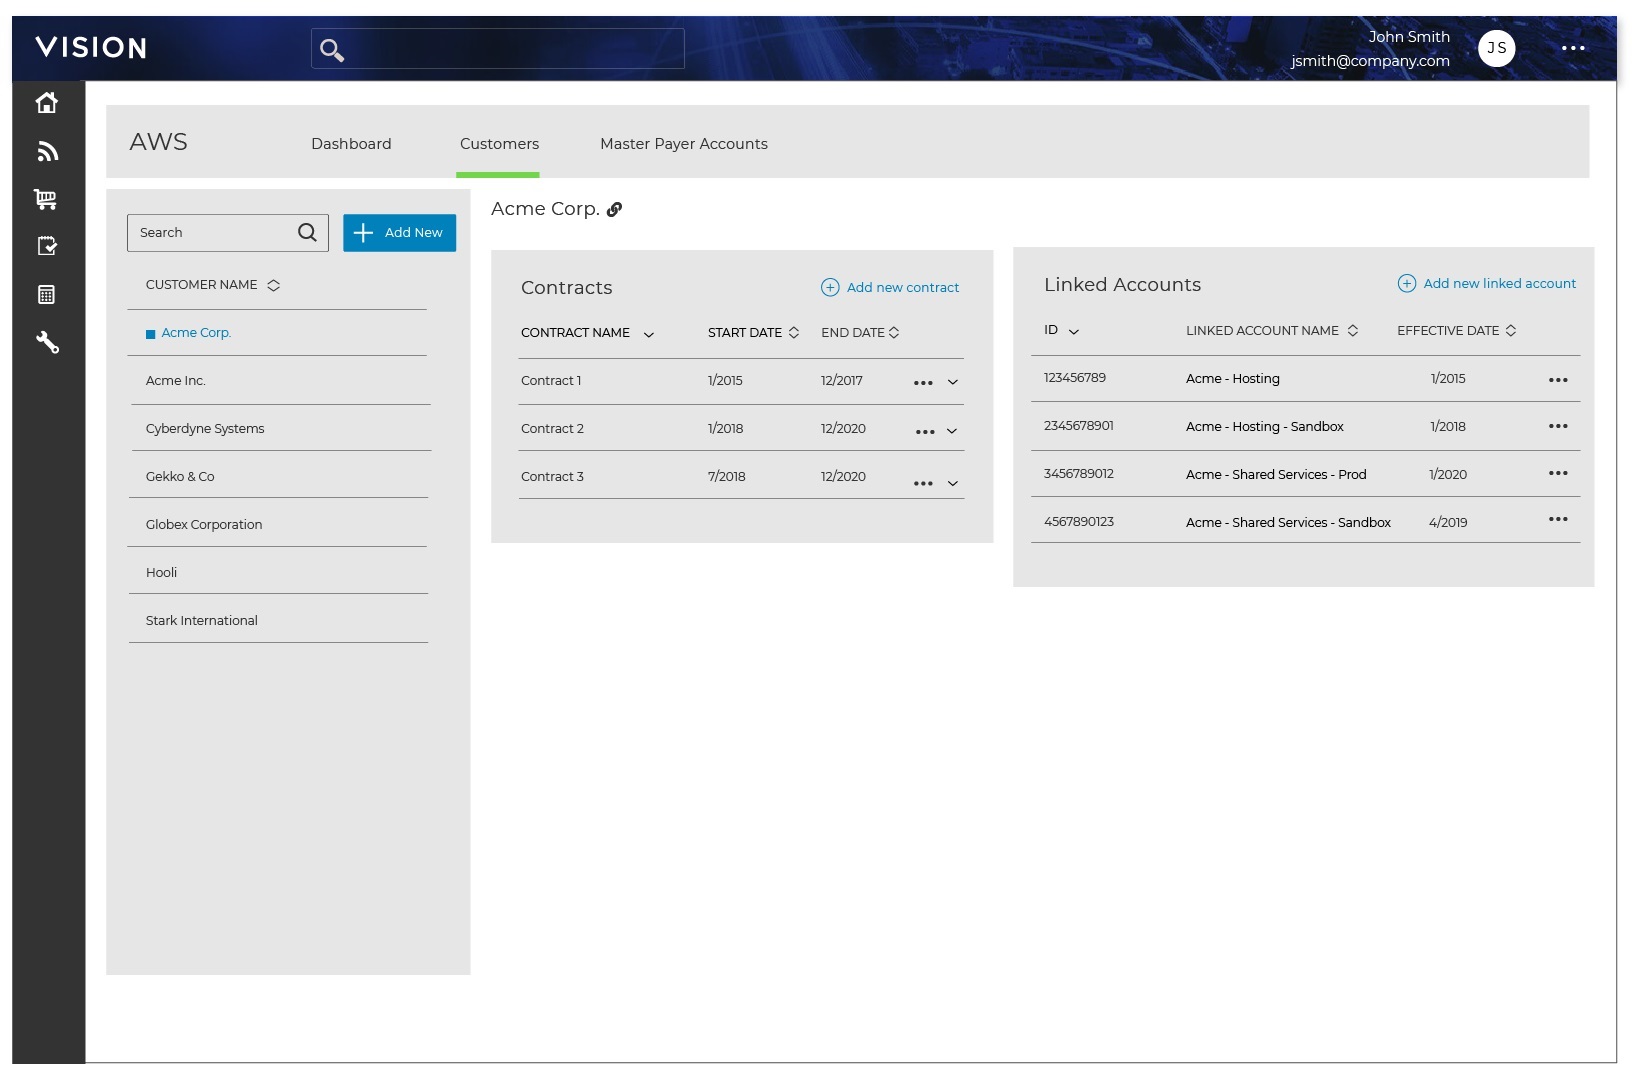 VISION
John Smith
jsmith@company.com
JS
AWS
Dashboard
Customers
Master Payer Accounts
Search
Add New
CUSTOMER NAME
Acme Corp.
Acme Inc.
Cyberdyne Systems
Gekko & Co
Globex Corporation
Hooli
Stark International
Acme Corp.
Contracts
Add new contract
CONTRACT NAME START DATE END DATE
Contract 1 1/2015 12/2017
Contract 2 1/2018 12/2020
Contract 3 7/2018 12/2020
Linked Accounts
Add new linked account
ID LINKED ACCOUNT NAME EFFECTIVE DATE
123456789 Acme - Hosting 1/2015
2345678901 Acme - Hosting - Sandbox 1/2018
3456789012 Acme - Shared Services - Prod 1/2020
4567890123 Acme - Shared Services - Sandbox 4/2019